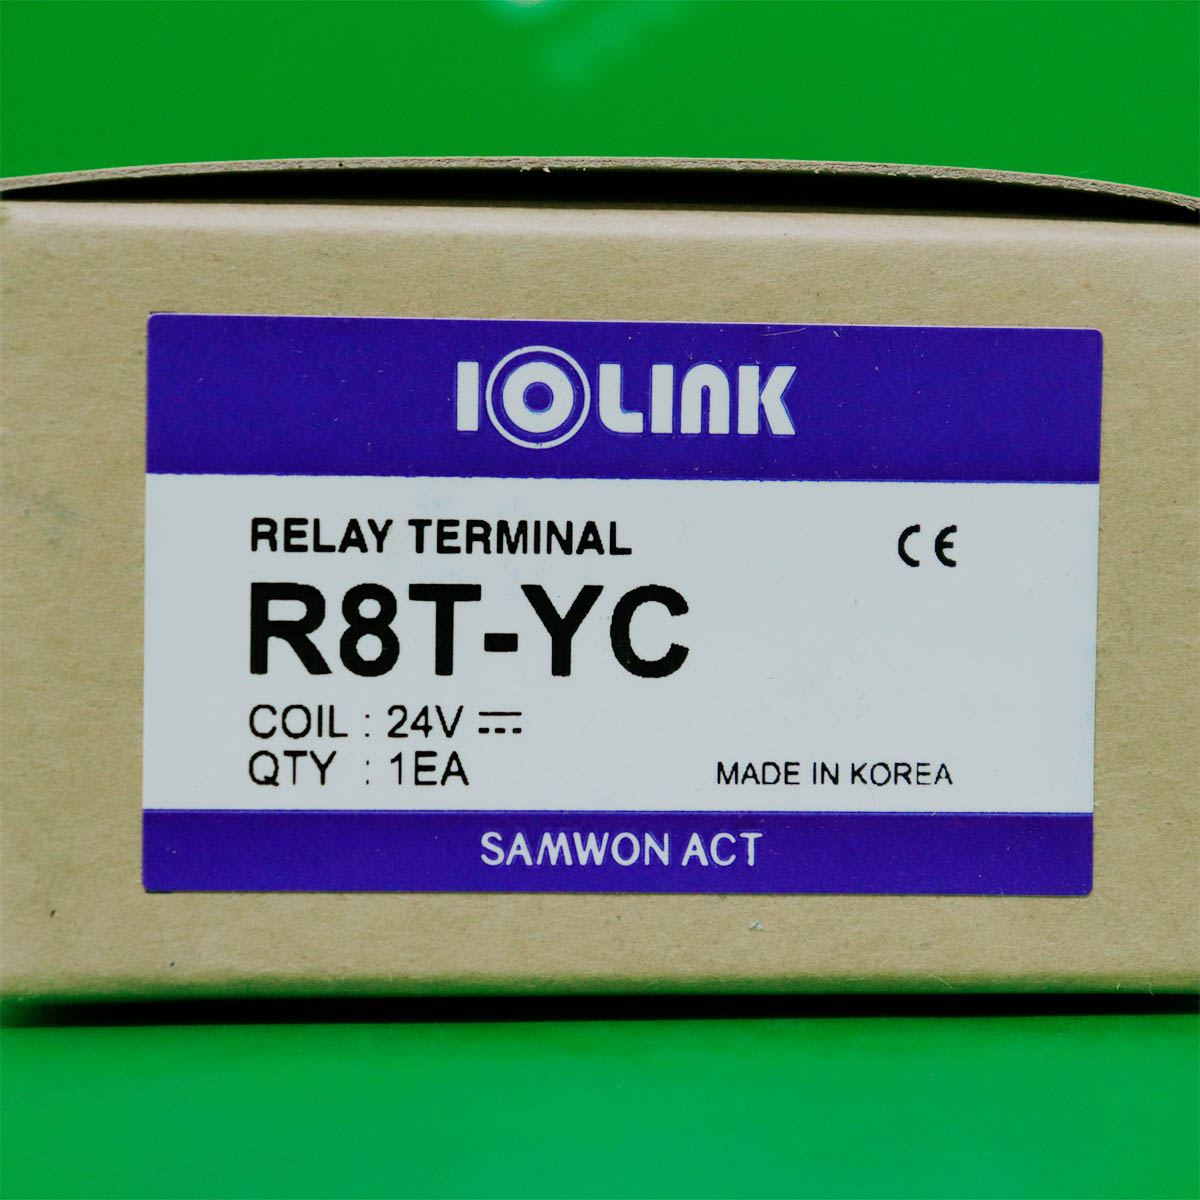 IOLINK
RELAY TERMINAL
CE
R8T-YC
COIL : 24V ⎓
QTY : 1EA
MADE IN KOREA
SAMWON ACT